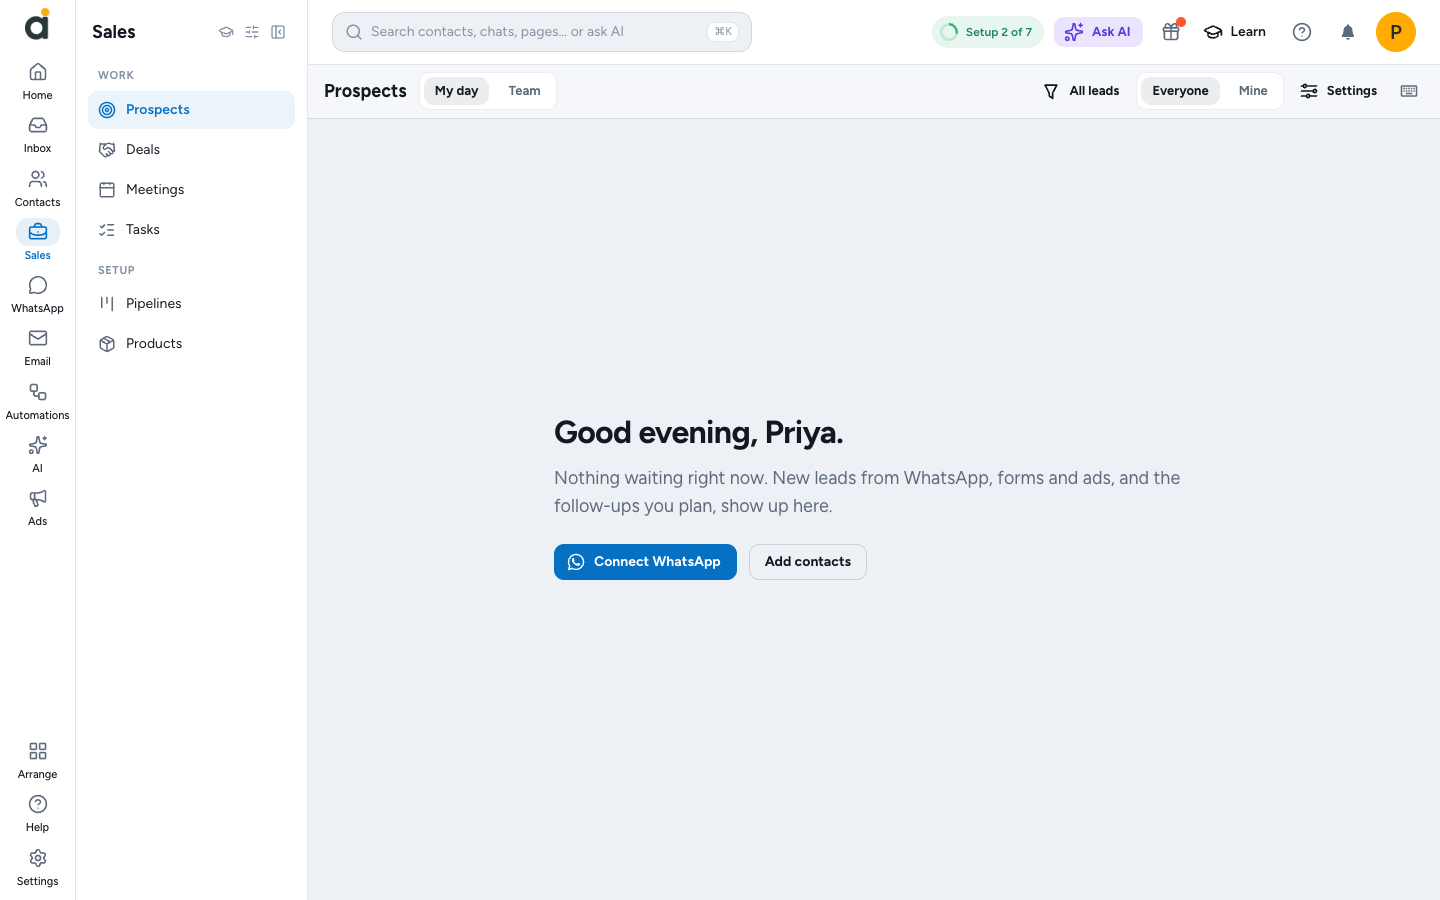 Sales
Search contacts, chats, pages... or ask AI
⌘K
Setup 2 of 7
Ask AI
Learn
P
Home
Inbox
Contacts
Sales
WhatsApp
Email
Automations
AI
Ads
Arrange
Help
Settings
WORK
Prospects
Deals
Meetings
Tasks
SETUP
Pipelines
Products
Prospects
My day
Team
All leads
Everyone
Mine
Settings
Good evening, Priya.
Nothing waiting right now. New leads from WhatsApp, forms and ads, and the
follow-ups you plan, show up here.
Connect WhatsApp
Add contacts